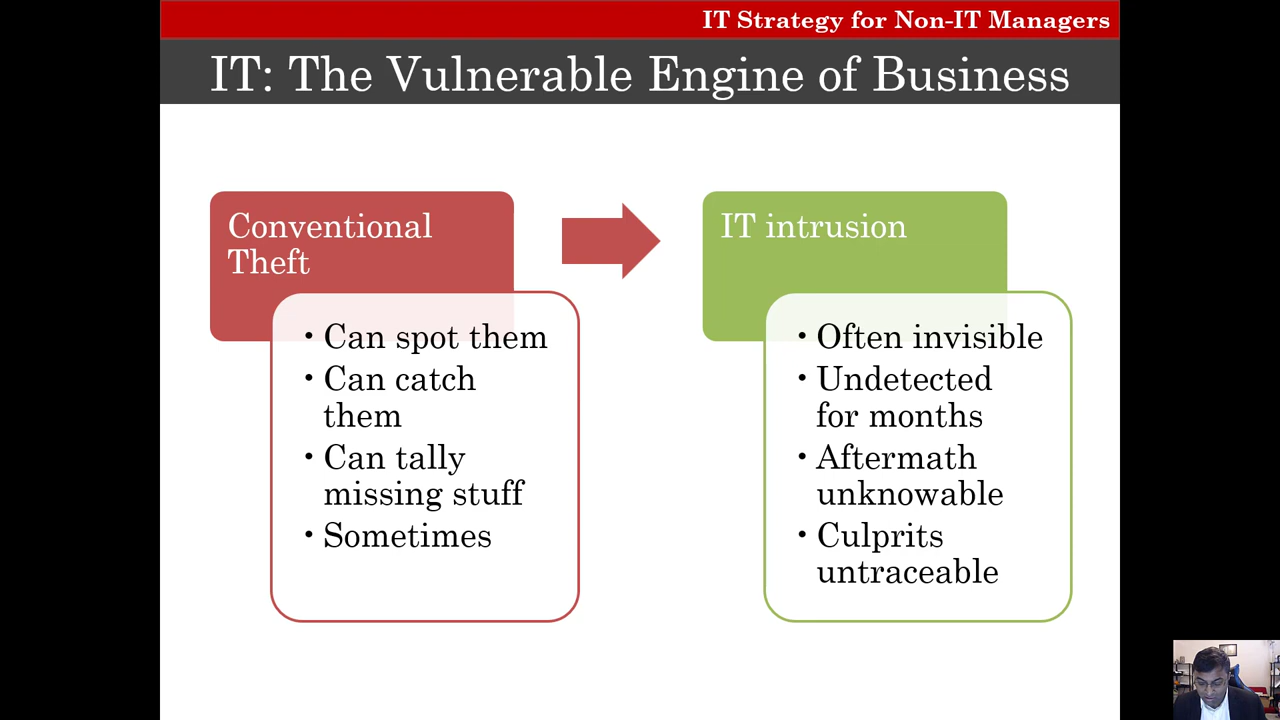 IT Strategy for Non-IT Managers
IT: The Vulnerable Engine of Business
Conventional
Theft
• Can spot them
• Can catch
them
• Can tally
missing stuff
• Sometimes
IT intrusion
• Often invisible
• Undetected
for months
• Aftermath
unknowable
• Culprits
untraceable